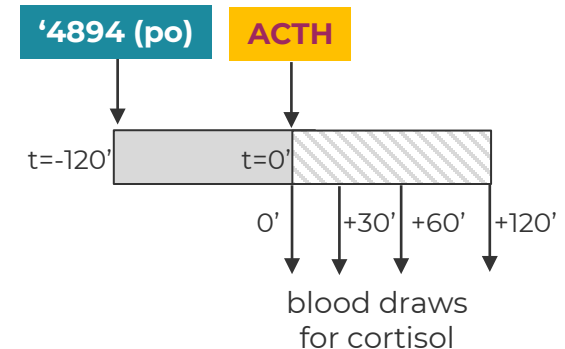 ‘4894 (po)
ACTH
t=-120’
t=0’
0’
+30’
+60’
+120’
blood draws
for cortisol